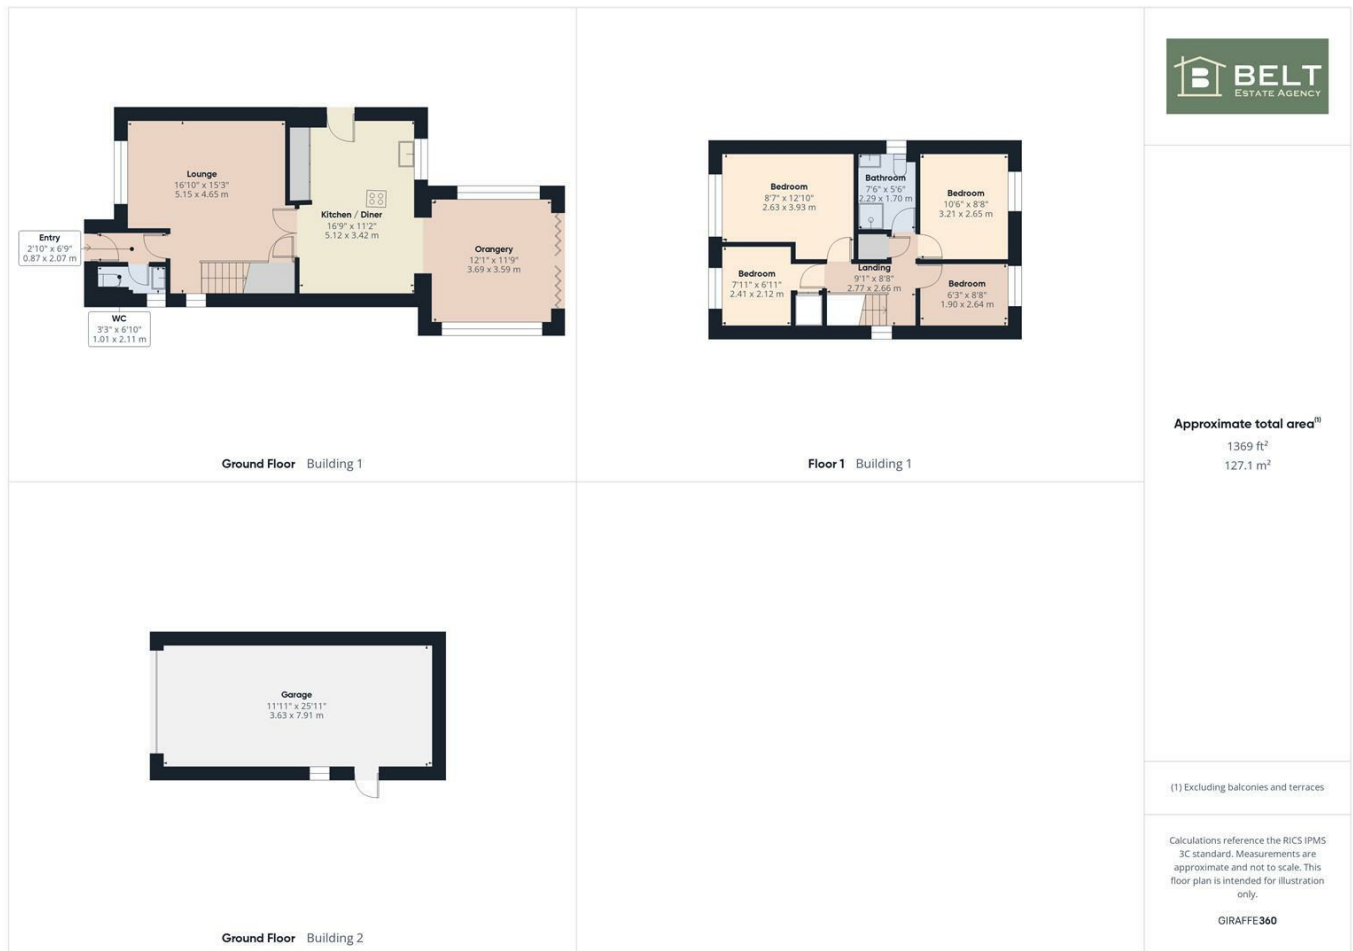 Lounge
16'10" x 15'3"
5.15 x 4.65 m
Kitchen / Diner
16'9" x 11'2"
5.12 x 3.42 m
Entry
2'10" x 6'9"
0.87 x 2.07 m
Orangery
12'1" x 11'9"
3.69 x 3.59 m
WC
3'3" x 6'10"
1.01 x 2.11 m
Ground Floor Building 1
Bedroom
8'7" x 12'10"
2.63 x 3.93 m
Bathroom
7'6" x 5'6"
2.29 x 1.70 m
Bedroom
10'6" x 8'8"
3.21 x 2.65 m
Bedroom
7'11" x 6'11"
2.41 x 2.12 m
Landing
9'1" x 8'8"
2.77 x 2.66 m
Bedroom
6'3" x 8'8"
1.90 x 2.64 m
Floor 1 Building 1
Garage
11'11" x 25'11"
3.63 x 7.91 m
Ground Floor Building 2
B BELT
ESTATE AGENCY
Approximate total area(1)
1369 ft²
127.1 m²
(1) Excluding balconies and terraces
Calculations reference the RICS IPMS
3C standard. Measurements are
approximate and not to scale. This
floor plan is intended for illustration
only.
GIRAFFE360